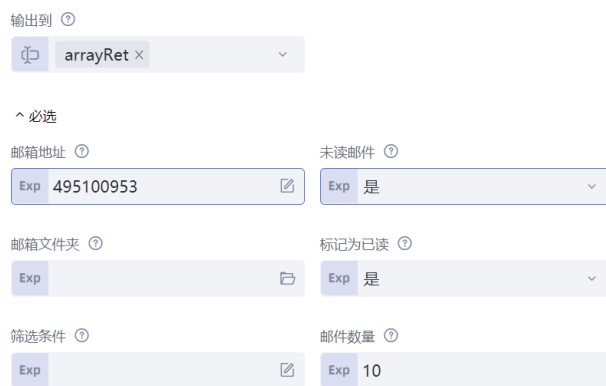 输出到
arrayRet ×
必选
邮箱地址 未读邮件
Exp 495100953 Exp 是
邮箱文件夹 标记为已读
Exp Exp 是
筛选条件 邮件数量
Exp Exp 10